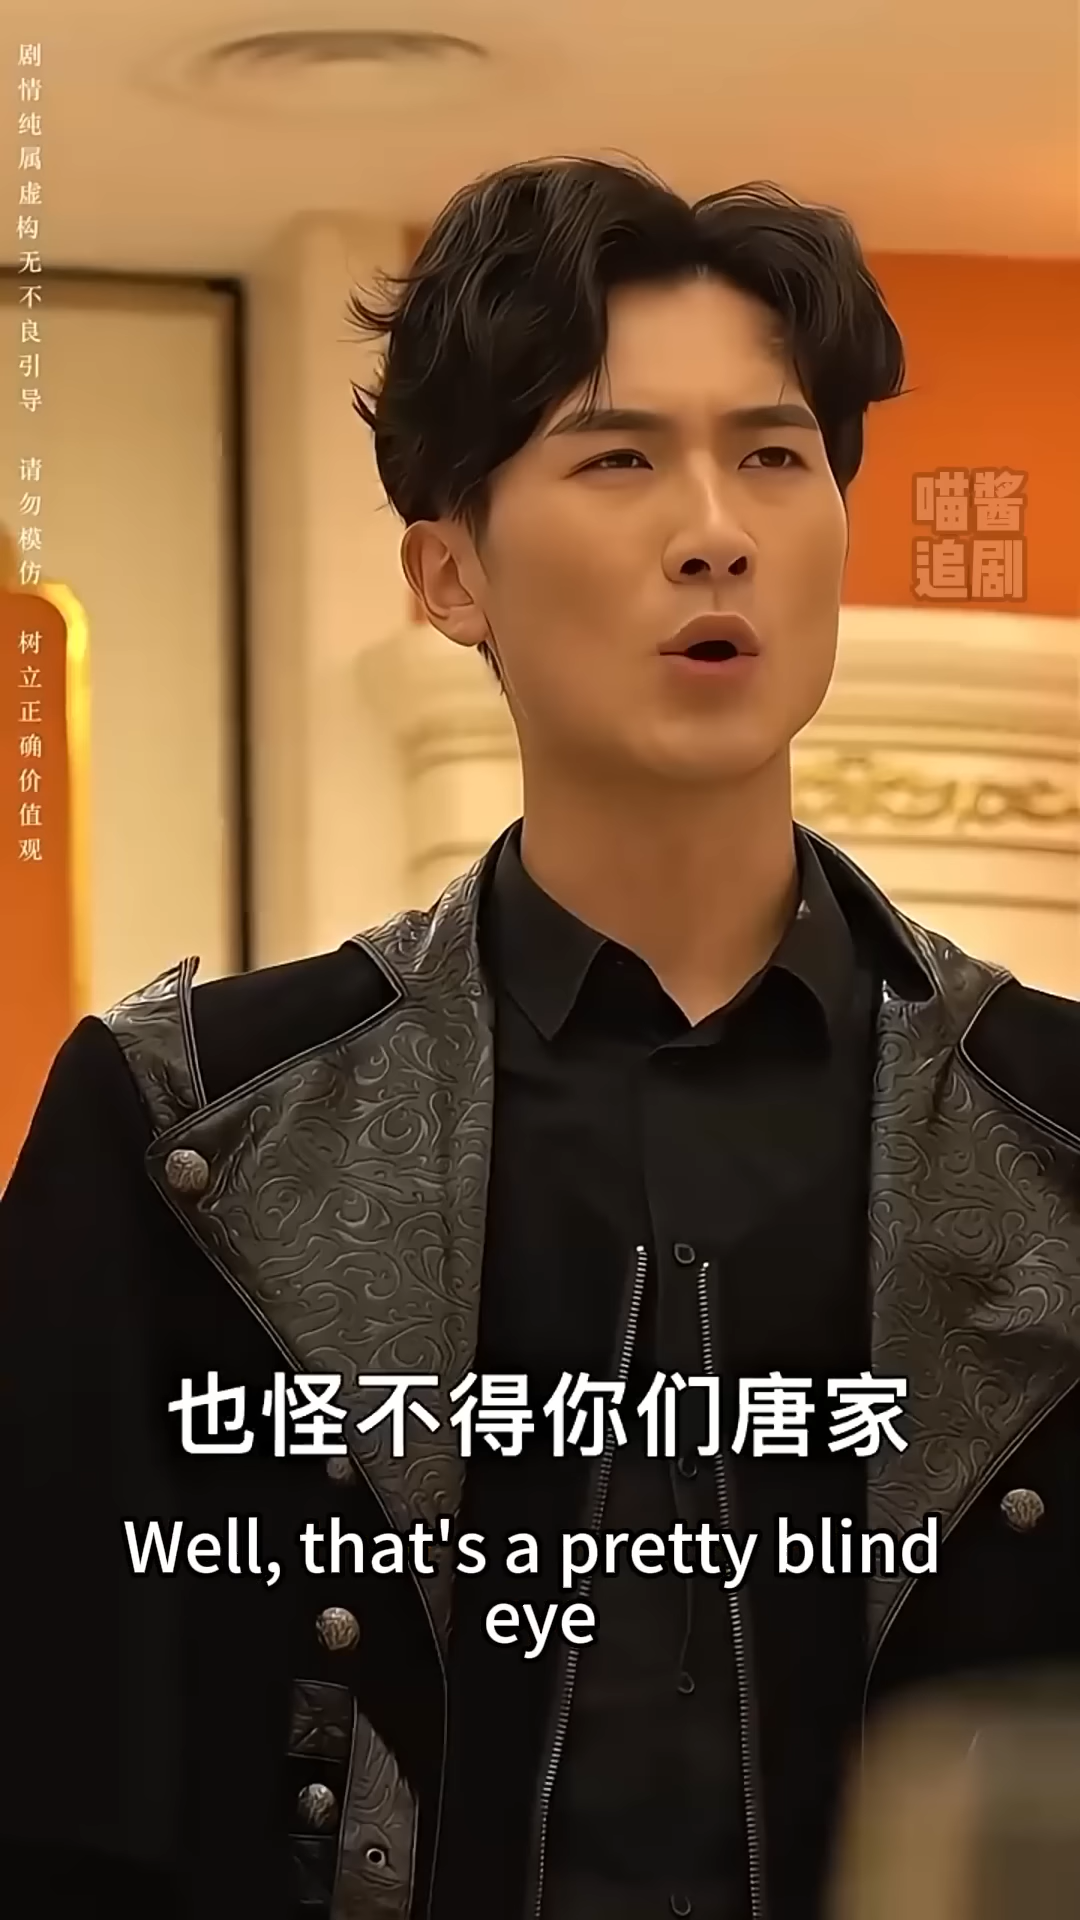 剧情纯属虚构无不良引导 请勿模仿 树立正确价值观
喵酱
追剧
也怪不得你们唐家
Well, that's a pretty blind
eye